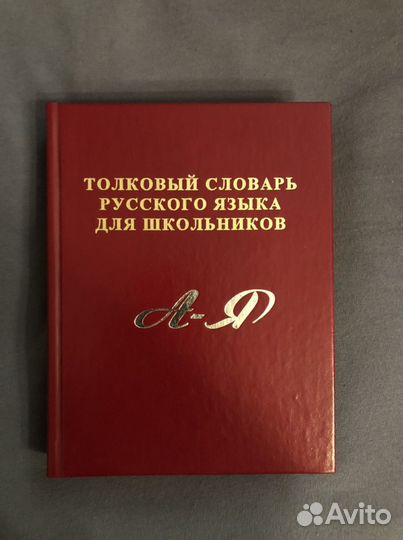 ТОЛКОВЫЙ СЛОВАРЬ
РУССКОГО ЯЗЫКА
ДЛЯ ШКОЛЬНИКОВ
А-Я
Avito